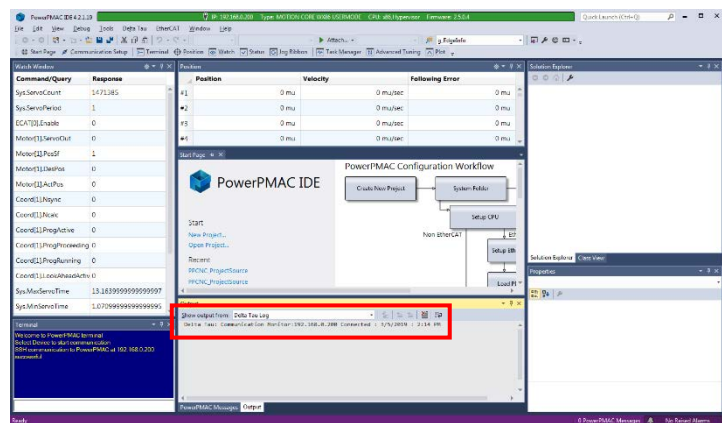 PowerPMAC IDE 4.2.1.19
IP: 192.168.0.200 Type: MOTION CORE UX86 USERMODE CPU: x86,Hypervisor Firmware: 2.5.0.4
Quick Launch (Ctrl+Q)
File Edit View Debug Tools Delta Tau EtherCAT Window Help
Attach...
g_EdgeInfo
Start Page Communication Setup Terminal Position Watch Status Jog Ribbon Task Manager Advanced Tuning Plot
Watch Window
Command/Query Response
Sys.ServoCount 1471385
Sys.ServoPeriod 1
ECAT[0].Enable 0
Motor[1].ServoOut 0
Motor[1].PosSf 1
Motor[1].DesPos 0
Motor[1].ActPos 0
Coord[1].Nsync 0
Coord[1].Ncalc 0
Coord[1].ProgActive 0
Coord[1].ProgProceeding 0
Coord[1].ProgRunning 0
Coord[1].LookAheadActiv 0
Sys.MaxServoTime 13.1639999999999997
Sys.MinServoTime 1.0709999999999995
Position
Position Velocity Following Error
#1 0 mu 0 mu/sec 0 mu
#2 0 mu 0 mu/sec 0 mu
#3 0 mu 0 mu/sec 0 mu
#4 0 mu 0 mu/sec 0 mu
Start Page
PowerPMAC IDE
Start
New Project...
Open Project...
Recent
PPCNC_ProjectSource
PPCNC_ProjectSource
PowerPMAC Configuration Workflow
Create New Project
System Folder
Setup CPU
Non EtherCAT
Output
Show output from: Delta Tau Log
Delta Tau: Communication Monitor:192.168.0.200 Connected : 3/5/2019 : 2:14 PM
PowerPMAC Messages Output
Terminal
Welcome to PowerPMAC terminal
Select Device to start communication
SSH communication to PowerPMAC at 192.168.0.200
successful
Solution Explorer
Solution Explorer Class View
Properties
Ready
0 PowerPMAC Messages No Raised Alarms